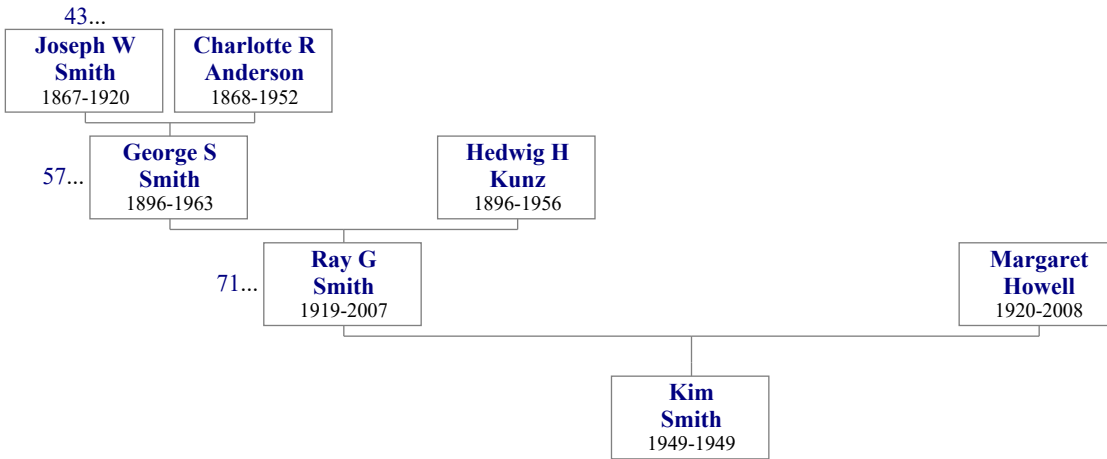 43...
Joseph W
Smith
1867-1920
Charlotte R
Anderson
1868-1952
57...
George S
Smith
1896-1963
Hedwig H
Kunz
1896-1956
71...
Ray G
Smith
1919-2007
Margaret
Howell
1920-2008
Kim
Smith
1949-1949